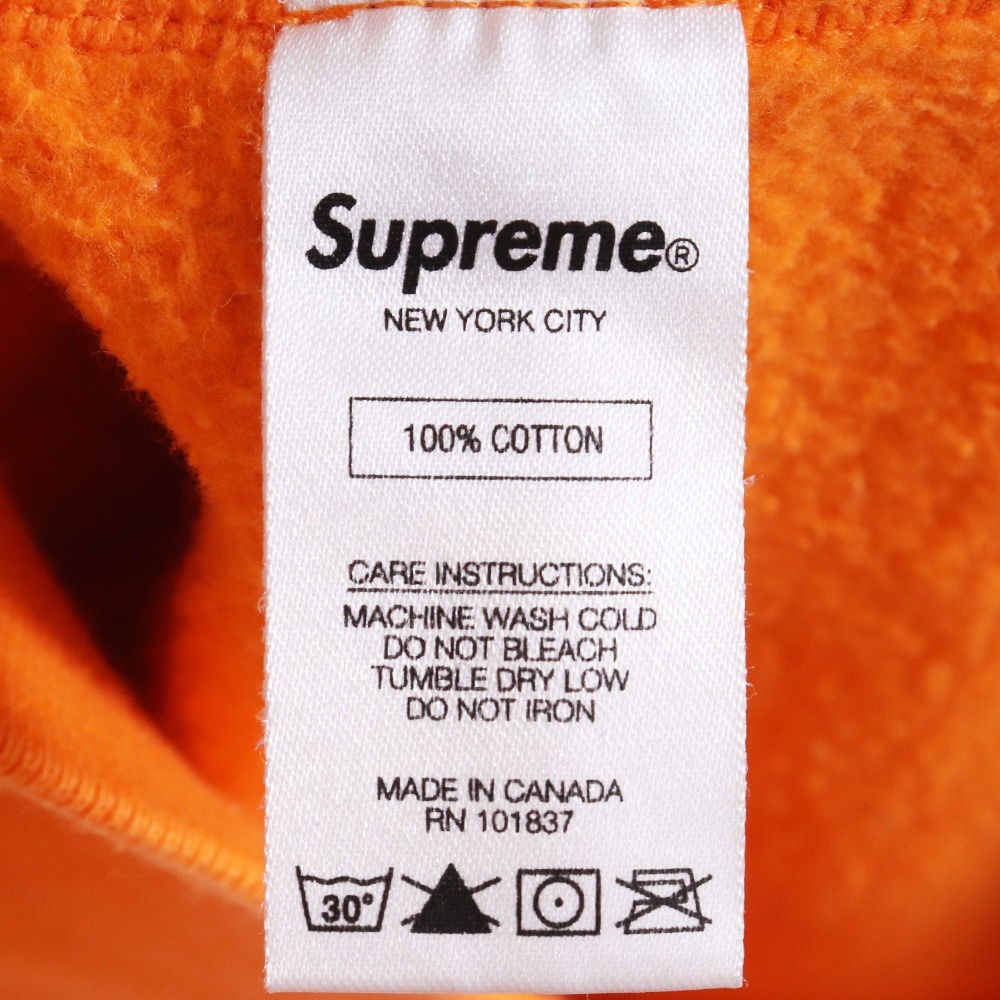 Supreme®
NEW YORK CITY
100% COTTON
CARE INSTRUCTIONS:
MACHINE WASH COLD
DO NOT BLEACH
TUMBLE DRY LOW
DO NOT IRON
MADE IN CANADA
RN 101837
30°